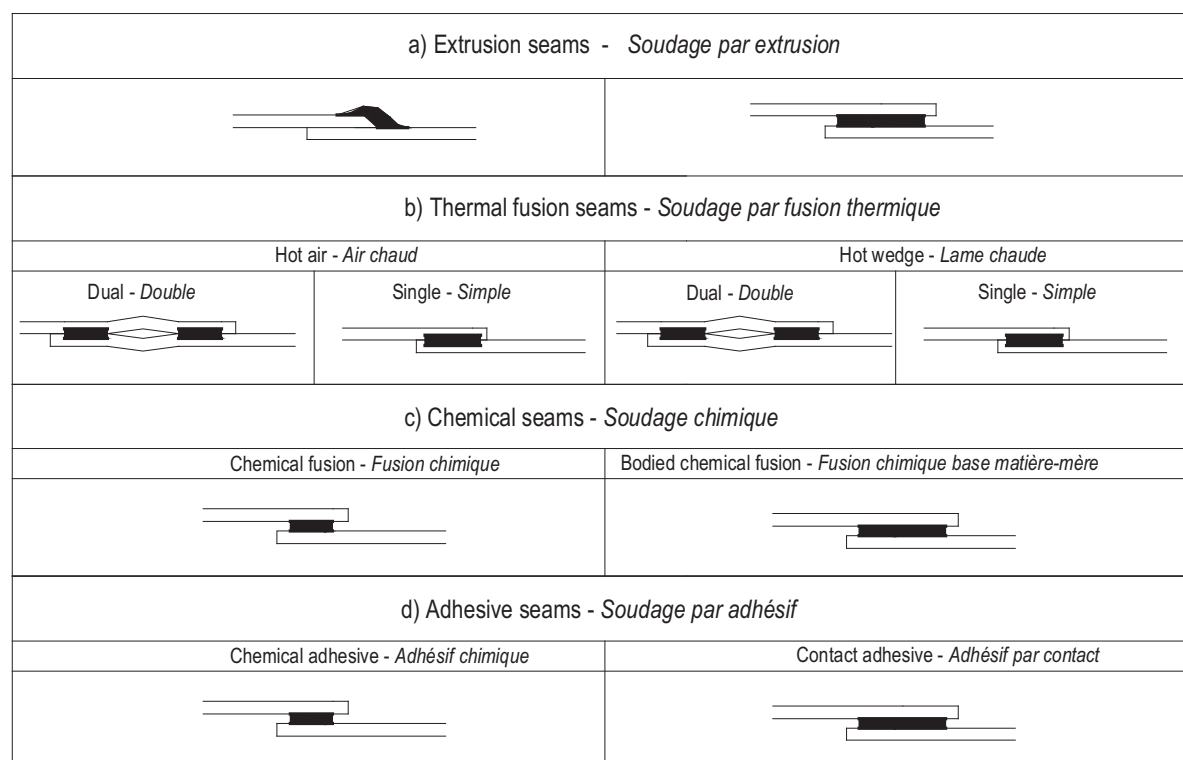 a) Extrusion seams - Soudage par extrusion
b) Thermal fusion seams - Soudage par fusion thermique
Hot air - Air chaud
Hot wedge - Lame chaude
Dual - Double
Single - Simple
Dual - Double
Single - Simple
c) Chemical seams - Soudage chimique
Chemical fusion - Fusion chimique
Bodied chemical fusion - Fusion chimique base matière-mère
d) Adhesive seams - Soudage par adhésif
Chemical adhesive - Adhésif chimique
Contact adhesive - Adhésif par contact